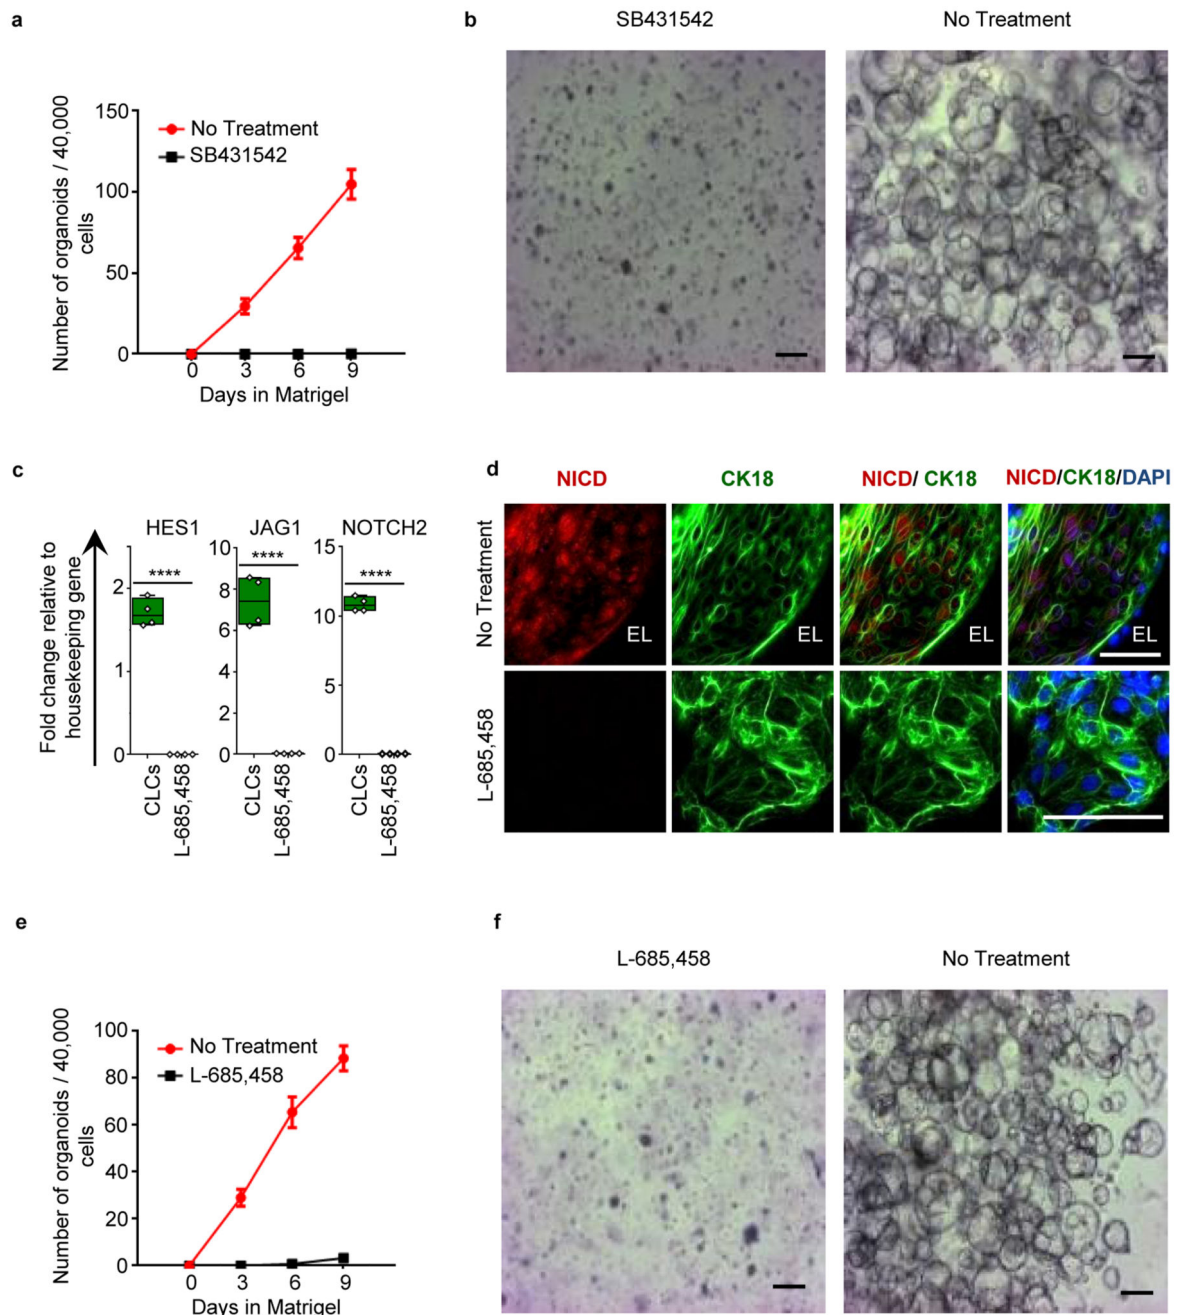 a
Number of organoids / 40,000
cells
150
100
50
0
No Treatment
SB431542
0 3 6 9
Days in Matrigel
b
SB431542 No Treatment
c
Fold change relative to
housekeeping gene
HES1 JAG1 NOTCH2
****
2
1
0
****
10
8
6
4
2
0
****
15
10
5
0
CLCs
L-685,458
CLCs
L-685,458
CLCs
L-685,458
d
NICD CK18 NICD/ CK18 NICD/CK18/DAPI
No Treatment
EL EL EL EL
L-685,458
e
Number of organoids / 40,000
cells
100
80
60
40
20
0
No Treatment
L-685,458
0 3 6 9
Days in Matrigel
f
L-685,458 No Treatment